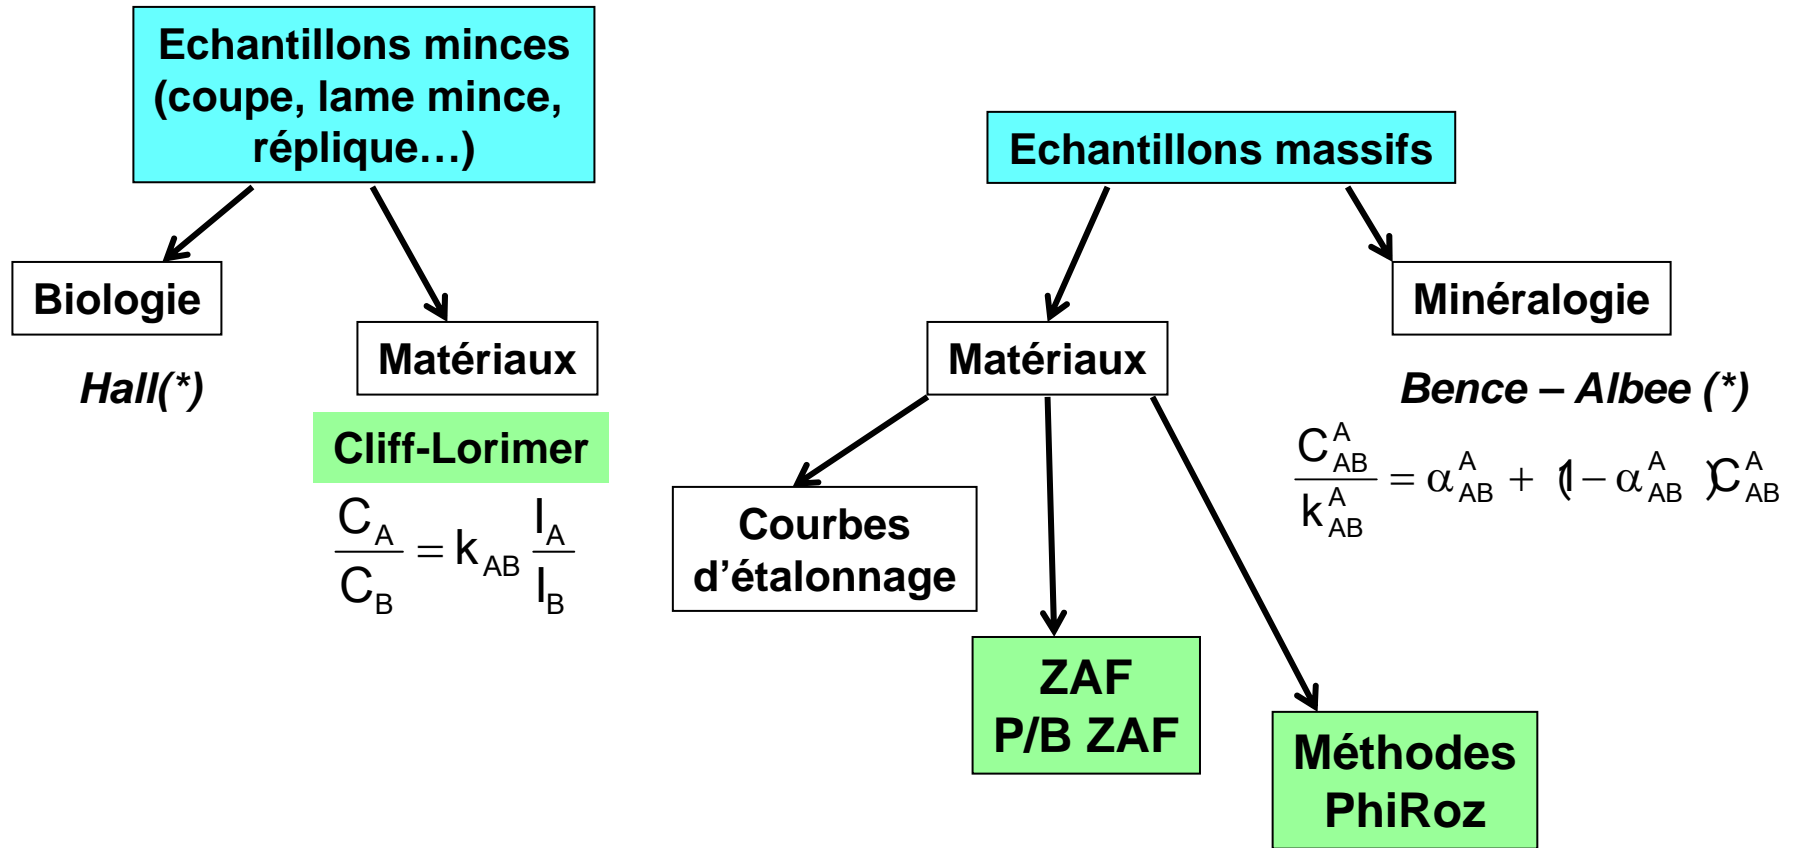 Echantillons minces
(coupe, lame mince,
réplique…)
Echantillons massifs
Biologie
Hall(*)
Matériaux
Cliff-Lorimer
C_A / C_B = k_AB I_A / I_B
Matériaux
Courbes
d'étalonnage
ZAF
P/B ZAF
Méthodes
PhiRoz
Minéralogie
Bence – Albee (*)
C^A_AB / k^A_AB = α^A_AB + (1 − α^A_AB ) C^A_AB